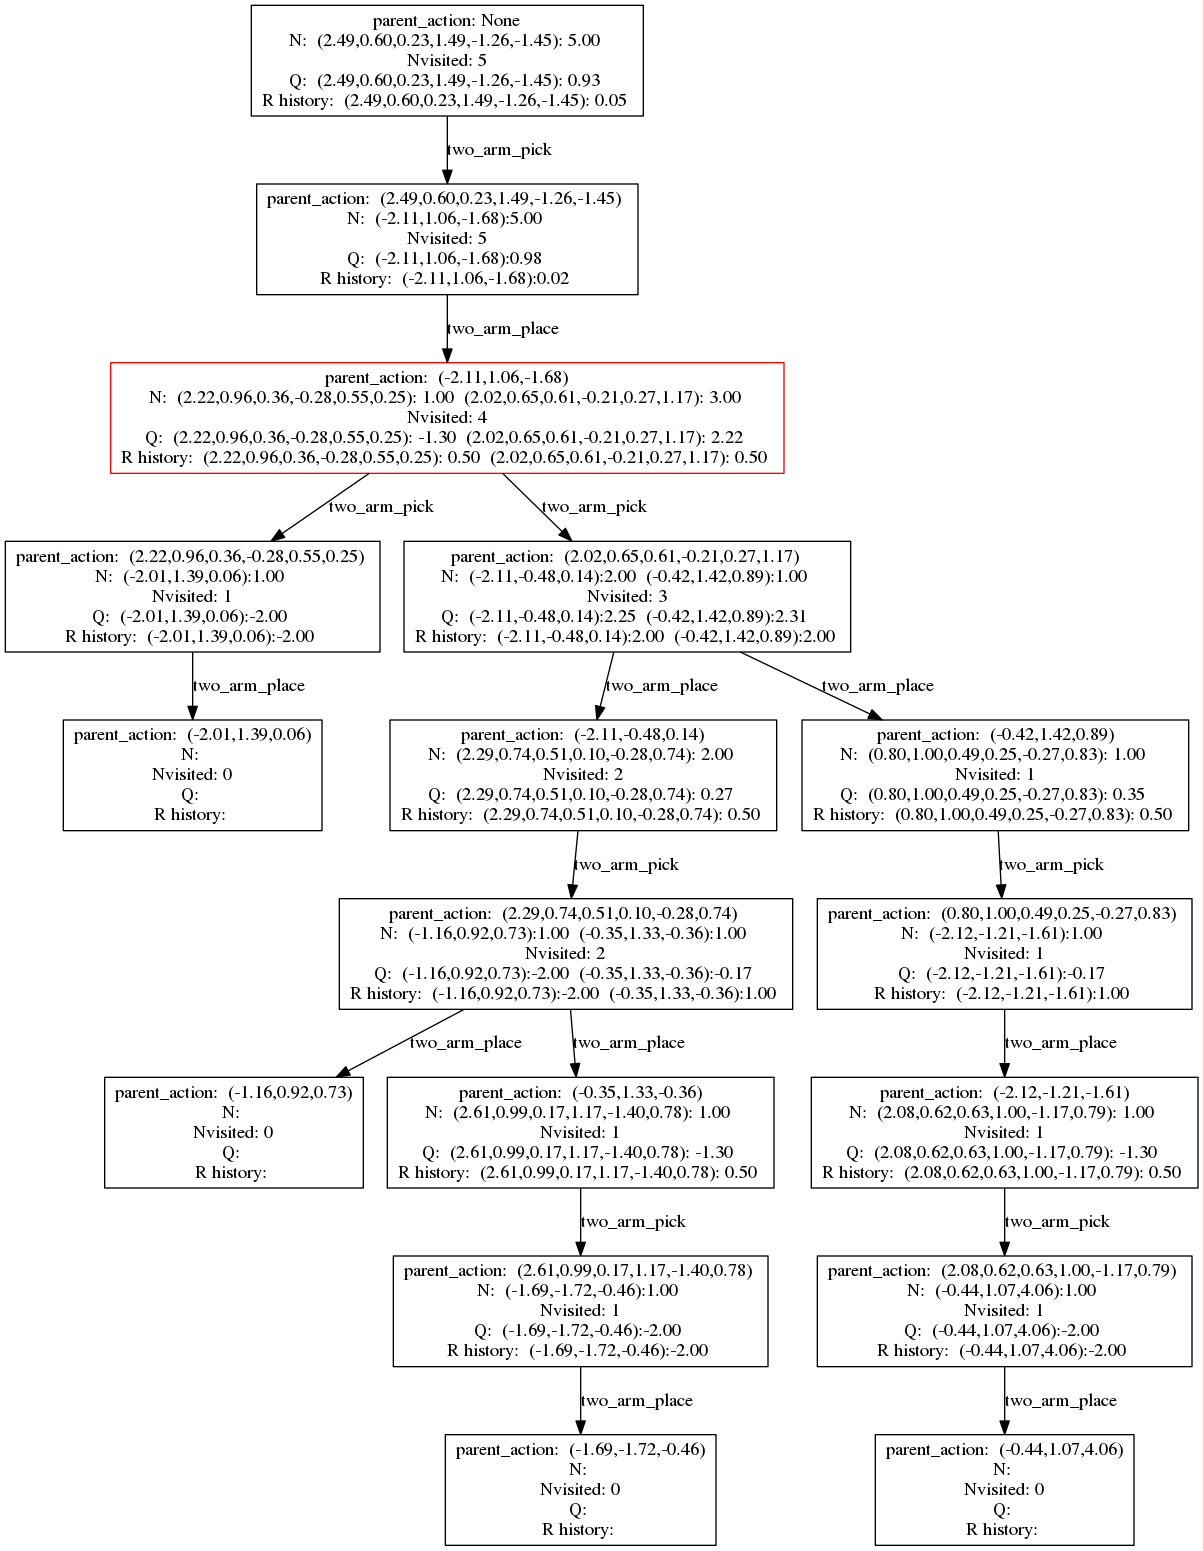 parent_action: None
N: (2.49,0.60,0.23,1.49,-1.26,-1.45): 5.00
Nvisited: 5
Q: (2.49,0.60,0.23,1.49,-1.26,-1.45): 0.93
R history: (2.49,0.60,0.23,1.49,-1.26,-1.45): 0.05
two_arm_pick
parent_action: (2.49,0.60,0.23,1.49,-1.26,-1.45)
N: (-2.11,1.06,-1.68):5.00
Nvisited: 5
Q: (-2.11,1.06,-1.68):0.98
R history: (-2.11,1.06,-1.68):0.02
two_arm_place
parent_action: (-2.11,1.06,-1.68)
N: (2.22,0.96,0.36,-0.28,0.55,0.25): 1.00 (2.02,0.65,0.61,-0.21,0.27,1.17): 3.00
Nvisited: 4
Q: (2.22,0.96,0.36,-0.28,0.55,0.25): -1.30 (2.02,0.65,0.61,-0.21,0.27,1.17): 2.22
R history: (2.22,0.96,0.36,-0.28,0.55,0.25): 0.50 (2.02,0.65,0.61,-0.21,0.27,1.17): 0.50
two_arm_pick
two_arm_pick
parent_action: (2.22,0.96,0.36,-0.28,0.55,0.25)
N: (-2.01,1.39,0.06):1.00
Nvisited: 1
Q: (-2.01,1.39,0.06):-2.00
R history: (-2.01,1.39,0.06):-2.00
parent_action: (2.02,0.65,0.61,-0.21,0.27,1.17)
N: (-2.11,-0.48,0.14):2.00 (-0.42,1.42,0.89):1.00
Nvisited: 3
Q: (-2.11,-0.48,0.14):2.25 (-0.42,1.42,0.89):2.31
R history: (-2.11,-0.48,0.14):2.00 (-0.42,1.42,0.89):2.00
two_arm_place
two_arm_place
two_arm_place
parent_action: (-2.01,1.39,0.06)
N:
Nvisited: 0
Q:
R history:
parent_action: (-2.11,-0.48,0.14)
N: (2.29,0.74,0.51,0.10,-0.28,0.74): 2.00
Nvisited: 2
Q: (2.29,0.74,0.51,0.10,-0.28,0.74): 0.27
R history: (2.29,0.74,0.51,0.10,-0.28,0.74): 0.50
parent_action: (-0.42,1.42,0.89)
N: (0.80,1.00,0.49,0.25,-0.27,0.83): 1.00
Nvisited: 1
Q: (0.80,1.00,0.49,0.25,-0.27,0.83): 0.35
R history: (0.80,1.00,0.49,0.25,-0.27,0.83): 0.50
two_arm_pick
two_arm_pick
parent_action: (2.29,0.74,0.51,0.10,-0.28,0.74)
N: (-1.16,0.92,0.73):1.00 (-0.35,1.33,-0.36):1.00
Nvisited: 2
Q: (-1.16,0.92,0.73):-2.00 (-0.35,1.33,-0.36):-0.17
R history: (-1.16,0.92,0.73):-2.00 (-0.35,1.33,-0.36):1.00
parent_action: (0.80,1.00,0.49,0.25,-0.27,0.83)
N: (-2.12,-1.21,-1.61):1.00
Nvisited: 1
Q: (-2.12,-1.21,-1.61):-0.17
R history: (-2.12,-1.21,-1.61):1.00
two_arm_place
two_arm_place
two_arm_place
parent_action: (-1.16,0.92,0.73)
N:
Nvisited: 0
Q:
R history:
parent_action: (-0.35,1.33,-0.36)
N: (2.61,0.99,0.17,1.17,-1.40,0.78): 1.00
Nvisited: 1
Q: (2.61,0.99,0.17,1.17,-1.40,0.78): -1.30
R history: (2.61,0.99,0.17,1.17,-1.40,0.78): 0.50
parent_action: (-2.12,-1.21,-1.61)
N: (2.08,0.62,0.63,1.00,-1.17,0.79): 1.00
Nvisited: 1
Q: (2.08,0.62,0.63,1.00,-1.17,0.79): -1.30
R history: (2.08,0.62,0.63,1.00,-1.17,0.79): 0.50
two_arm_pick
two_arm_pick
parent_action: (2.61,0.99,0.17,1.17,-1.40,0.78)
N: (-1.69,-1.72,-0.46):1.00
Nvisited: 1
Q: (-1.69,-1.72,-0.46):-2.00
R history: (-1.69,-1.72,-0.46):-2.00
parent_action: (2.08,0.62,0.63,1.00,-1.17,0.79)
N: (-0.44,1.07,4.06):1.00
Nvisited: 1
Q: (-0.44,1.07,4.06):-2.00
R history: (-0.44,1.07,4.06):-2.00
two_arm_place
two_arm_place
parent_action: (-1.69,-1.72,-0.46)
N:
Nvisited: 0
Q:
R history:
parent_action: (-0.44,1.07,4.06)
N:
Nvisited: 0
Q:
R history: